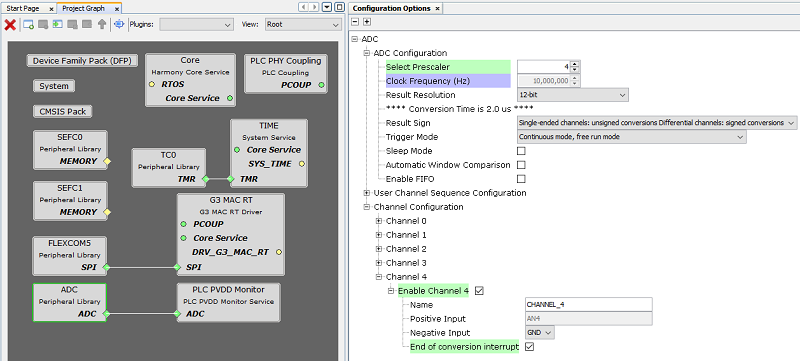 Start Page × Project Graph ×
Plugins: View: Root
Device Family Pack (DFP)
System
CMSIS Pack
Core
Harmony Core Service
RTOS
Core Service
PLC PHY Coupling
PLC Coupling
PCOUP
SEFC0
Peripheral Library
MEMORY
TC0
Peripheral Library
TMR
TIME
System Service
Core Service
SYS_TIME
TMR
SEFC1
Peripheral Library
MEMORY
G3 MAC RT
G3 MAC RT Driver
PCOUP
Core Service
DRV_G3_MAC_RT
SPI
FLEXCOM5
Peripheral Library
SPI
ADC
Peripheral Library
ADC
PLC PVDD Monitor
PLC PVDD Monitor Service
ADC
Configuration Options ×
ADC
ADC Configuration
Select Prescaler 4
Clock Frequency (Hz) 10,000,000
Result Resolution 12-bit
**** Conversion Time is 2.0 us ****
Result Sign Single-ended channels: unsigned conversions Differential channels: signed conversions
Trigger Mode Continuous mode, free run mode
Sleep Mode
Automatic Window Comparison
Enable FIFO
User Channel Sequence Configuration
Channel Configuration
Channel 0
Channel 1
Channel 2
Channel 3
Channel 4
Enable Channel 4
Name CHANNEL_4
Positive Input AN4
Negative Input GND
End of conversion interrupt